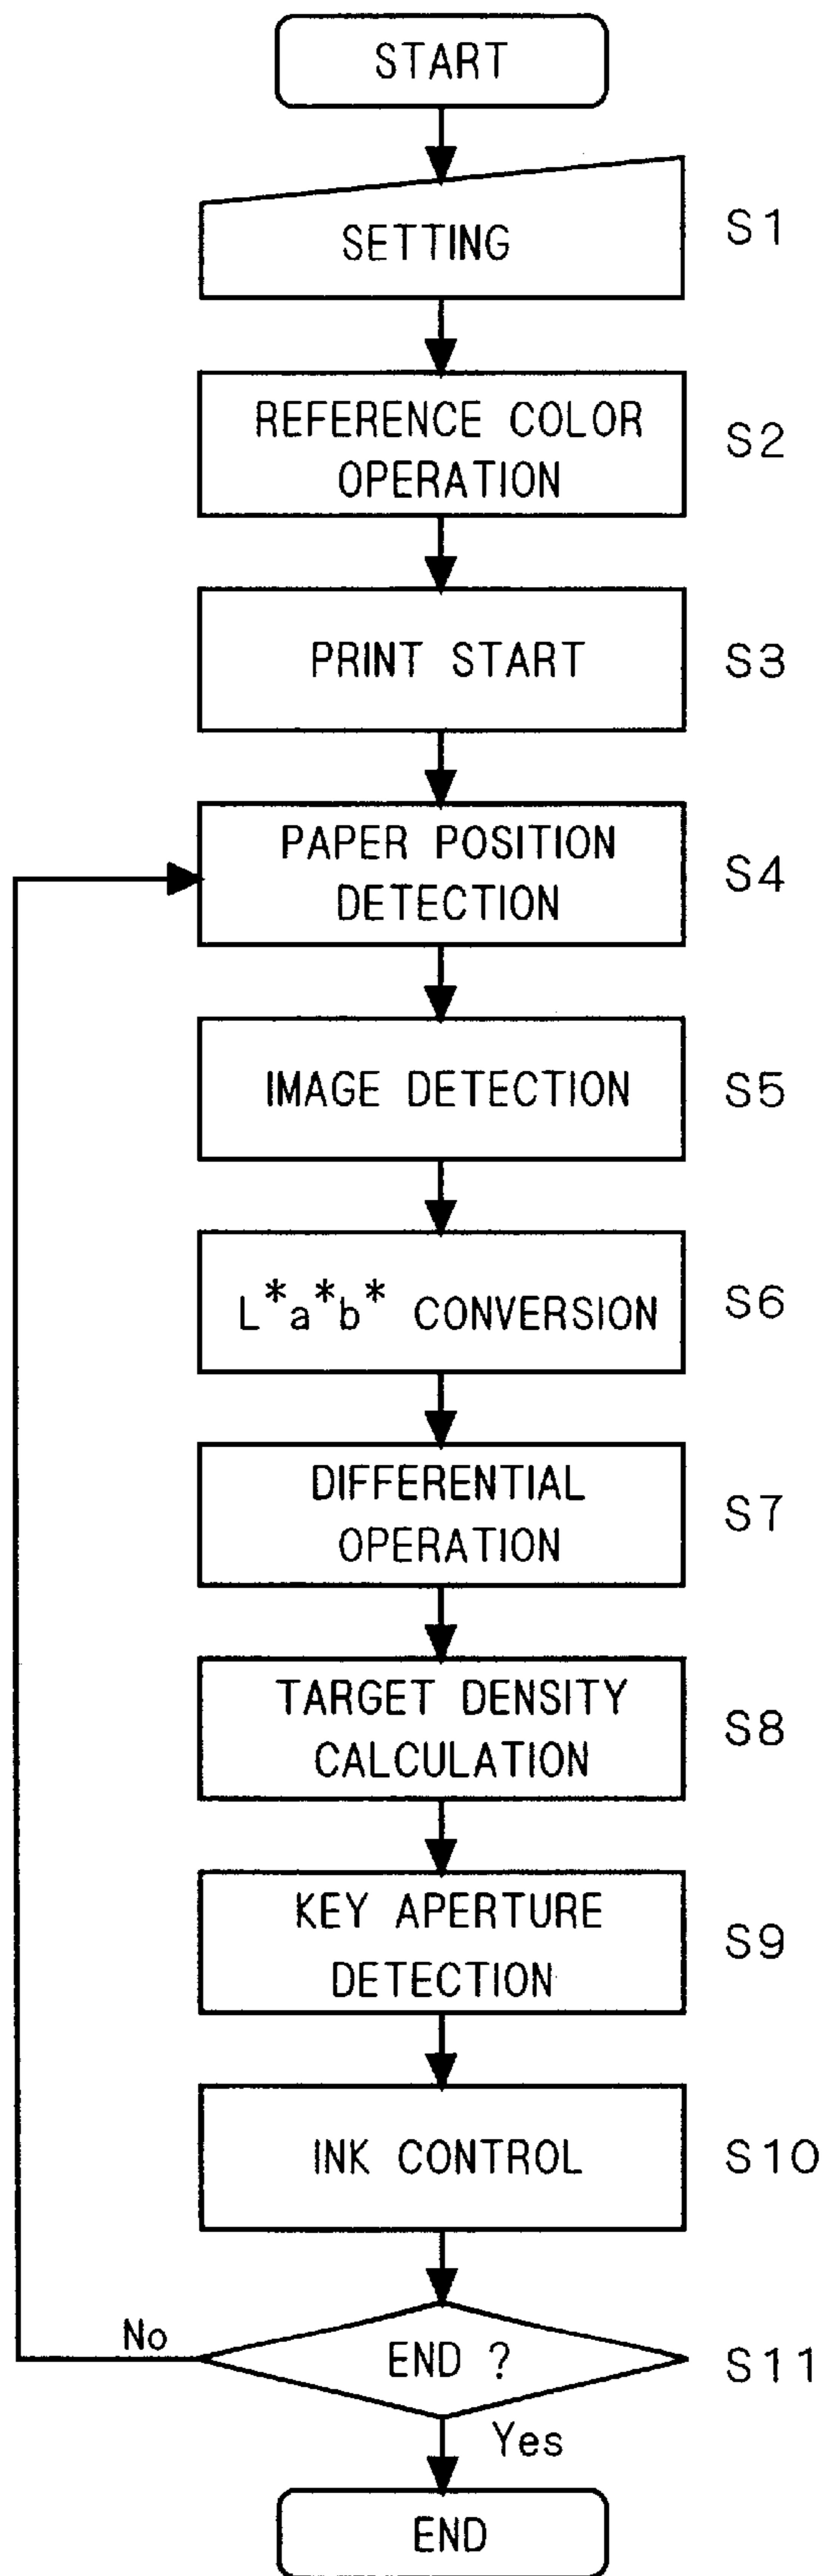 START
SETTING
S1
REFERENCE COLOR
OPERATION
S2
PRINT START
S3
PAPER POSITION
DETECTION
S4
IMAGE DETECTION
S5
L*a*b* CONVERSION
S6
DIFFERENTIAL
OPERATION
S7
TARGET DENSITY
CALCULATION
S8
KEY APERTURE
DETECTION
S9
INK CONTROL
S10
No
END ?
S11
Yes
END